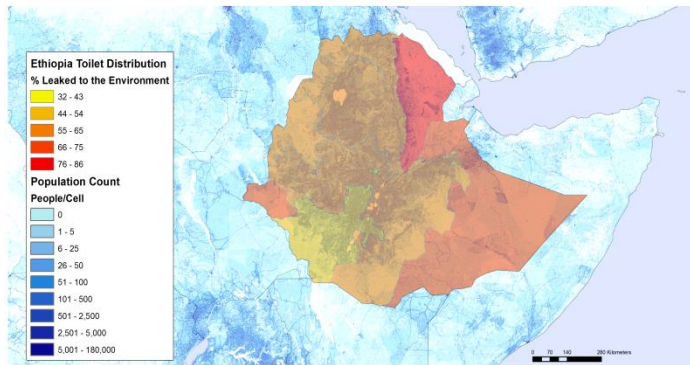 Ethiopia Toilet Distribution
% Leaked to the Environment
32 - 43
44 - 54
55 - 65
66 - 75
76 - 86
Population Count
People/Cell
0
1 - 5
6 - 25
26 - 50
51 - 100
101 - 500
501 - 2,500
2,501 - 5,000
5,001 - 180,000
0 70 140 280 Kilometers